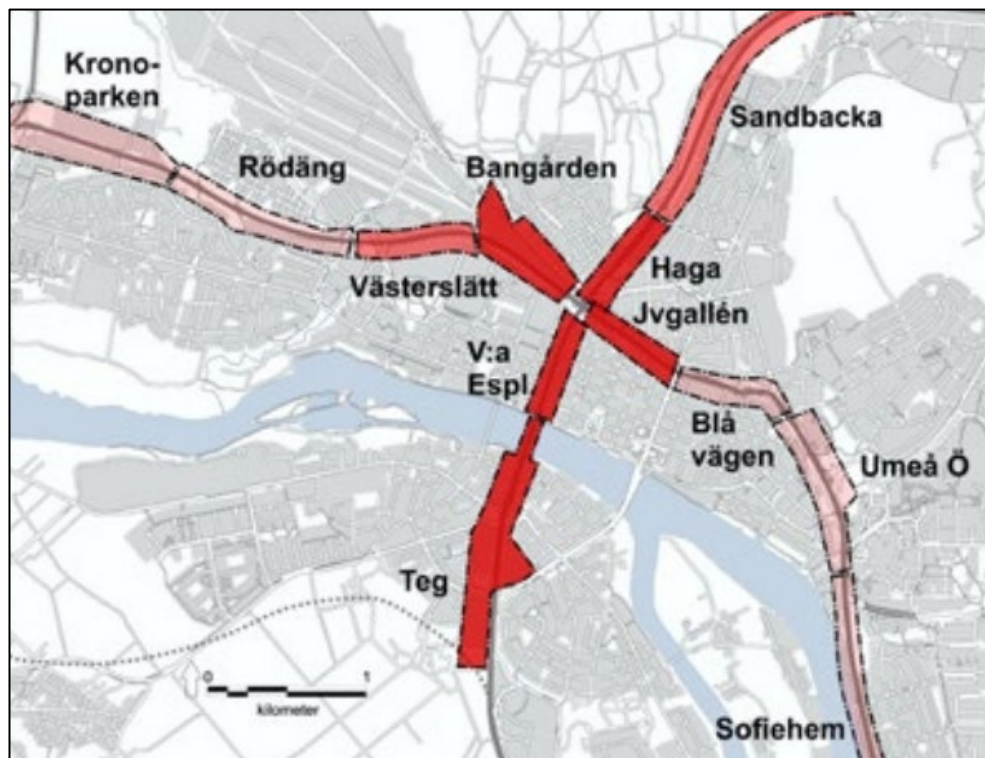 Krono-
parken
Rödäng
Bangården
Sandbacka
Västerslätt
Haga
Jvgallén
V:a
Espl
Blå
vägen
Umeå Ö
Teg
0 1
kilometer
Sofiehem